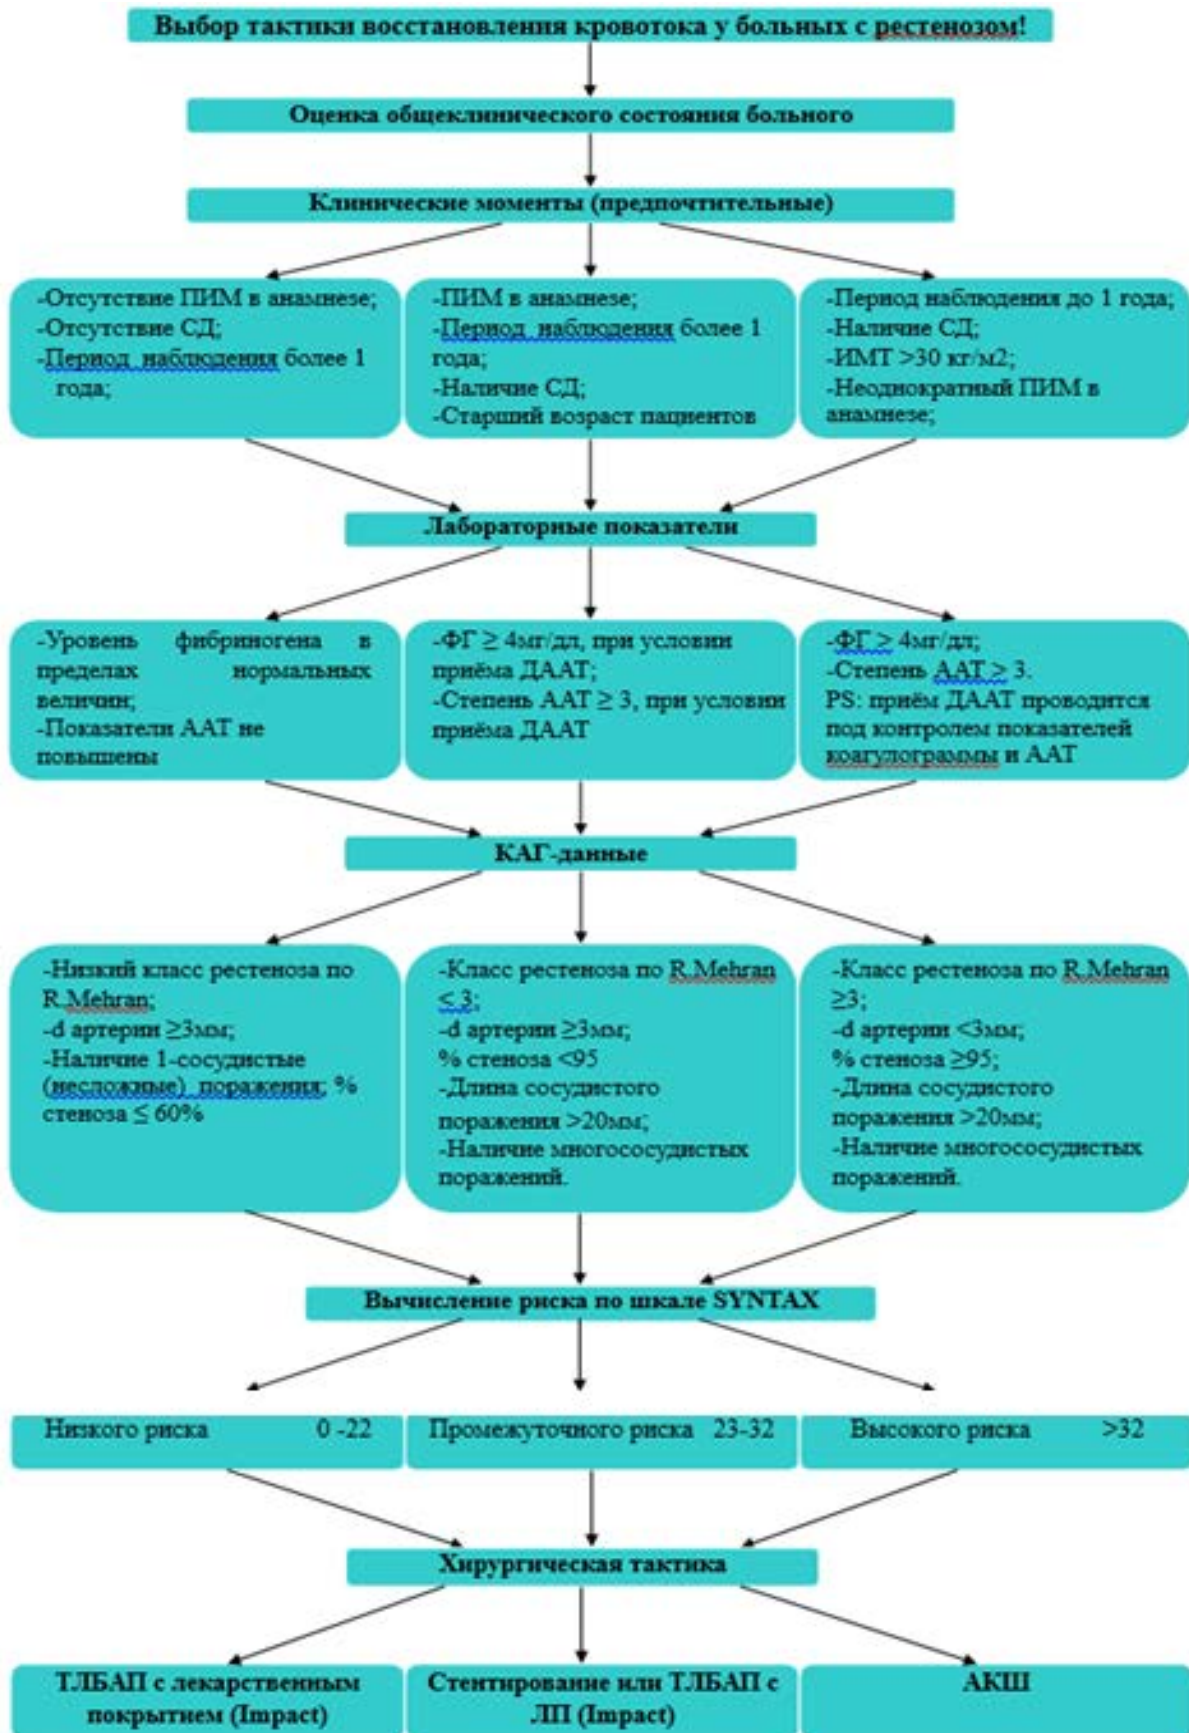 Выбор тактики восстановления кровотока у больных с рестенозом!
Оценка общеклинического состояния больного
Клинические моменты (предпочтительные)
-Отсутствие ПИМ в анамнезе;
-Отсутствие СД;
-Период наблюдения более 1
года;
-ПИМ в анамнезе;
-Период наблюдения более 1
года;
-Наличие СД;
-Старший возраст пациентов
-Период наблюдения до 1 года;
-Наличие СД;
-ИМТ >30 кг/м2;
-Неоднократный ПИМ в
анамнезе;
Лабораторные показатели
-Уровень фибриногена в
пределах нормальных
величин;
-Показатели ААТ не
повышены
-ФГ ≥ 4мг/дл, при условии
приёма ДААТ;
-Степень ААТ ≥ 3, при условии
приёма ДААТ
-ФГ ≥ 4мг/дл;
-Степень ААТ ≥ 3.
PS: приём ДААТ проводится
под контролем показателей
коагулограммы и ААТ
КАГ-данные
-Низкий класс рестеноза по
R.Mehran;
-d артерии ≥3мм;
-Наличие 1-сосудистые
(несложные) поражения; %
стеноза ≤ 60%
-Класс рестеноза по R.Mehran
< 3;
-d артерии ≥3мм;
% стеноза <95
-Длина сосудистого
поражения >20мм;
-Наличие многососудистых
поражений.
-Класс рестеноза по R.Mehran
≥3;
-d артерии <3мм;
% стеноза ≥95;
-Длина сосудистого
поражения >20мм;
-Наличие многососудистых
поражений.
Вычисление риска по шкале SYNTAX
Низкого риска 0 -22
Промежуточного риска 23-32
Высокого риска >32
Хирургическая тактика
ТЛБАП с лекарственным
покрытием (Impact)
Стентирование или ТЛБАП с
ЛП (Impact)
АКШ